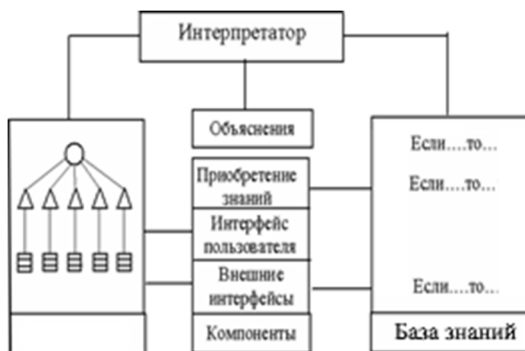 Интерпретатор
Объяснения
Приобретение
знаний
Интерфейс
пользователя
Внешние
интерфейсы
Компоненты
Если....то...
Если....то...
Если....то...
База знаний